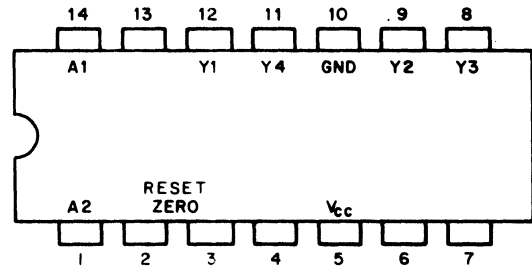 14 13 12 11 10 9 8
A1 Y1 Y4 GND Y2 Y3
RESET
A2 ZERO Vcc
1 2 3 4 5 6 7